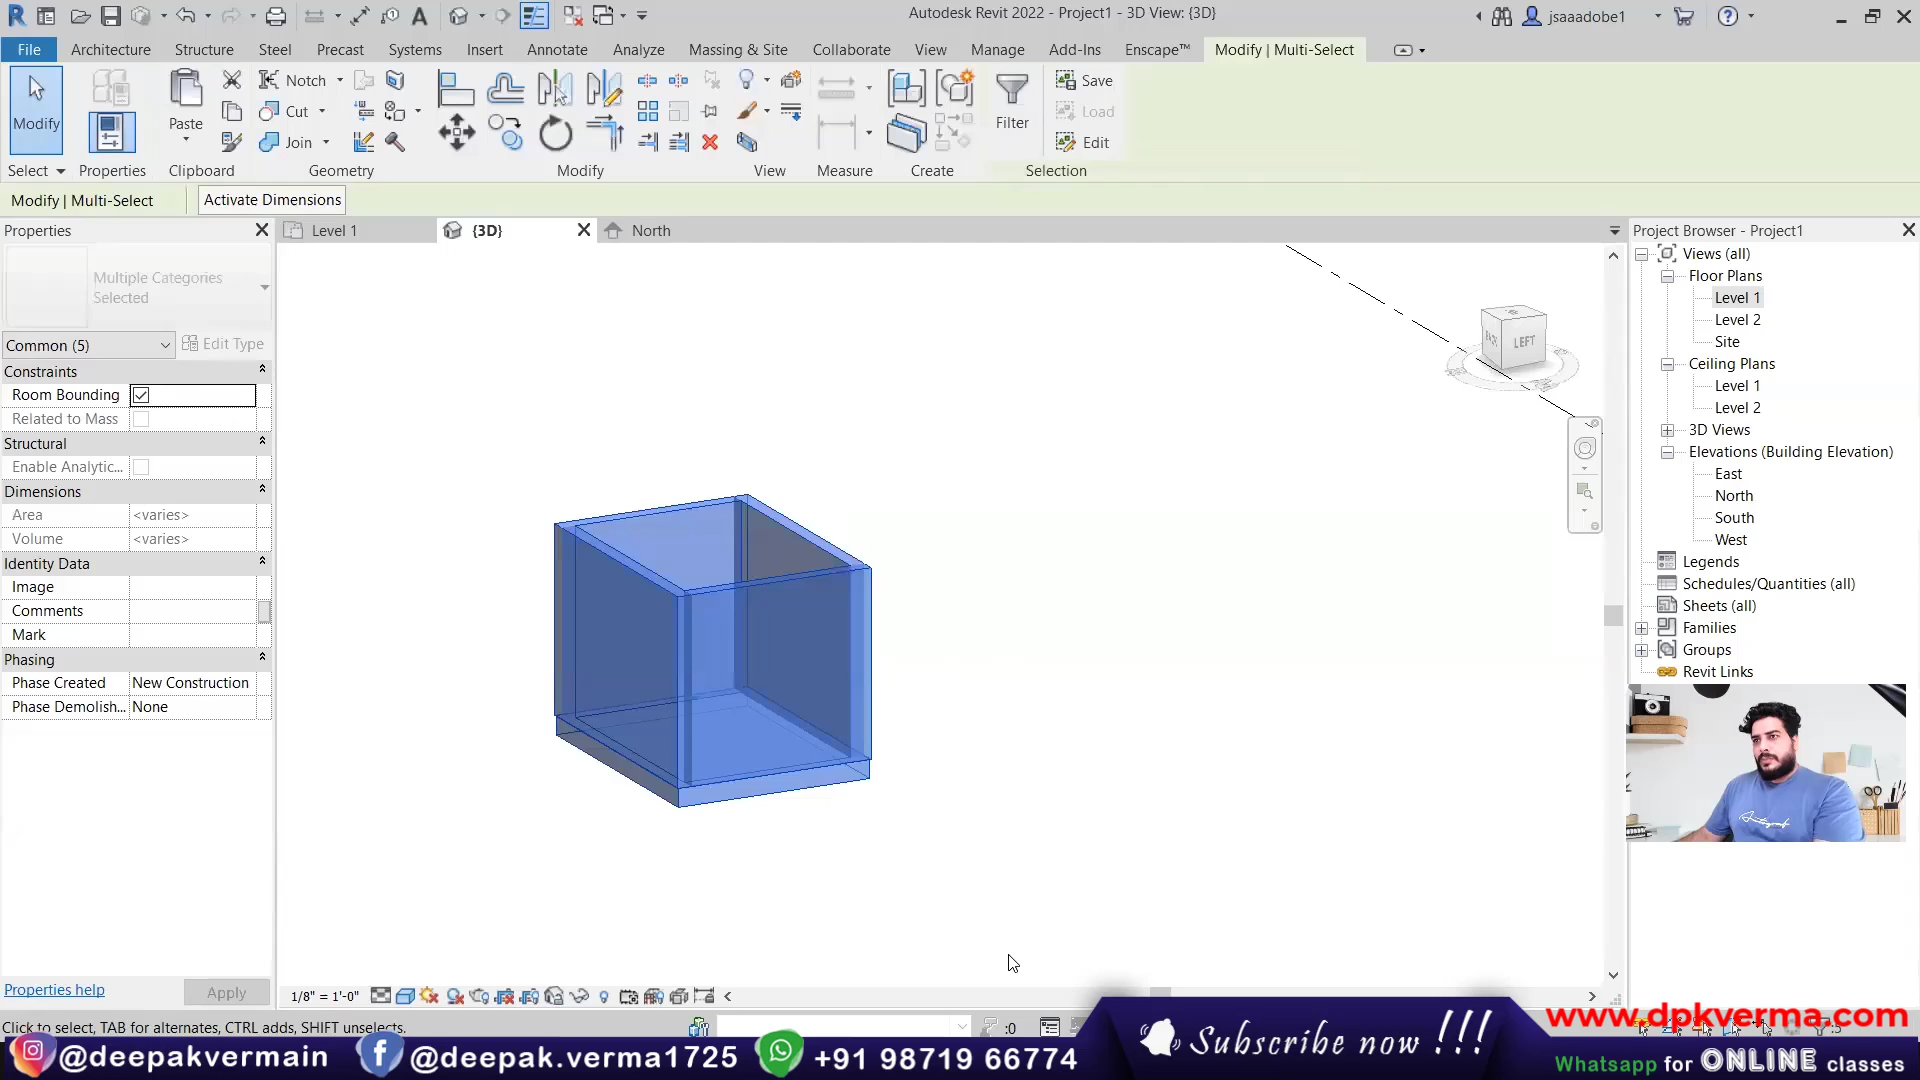 Autodesk Revit 2022 - Project1 - 3D View: {3D}
jsaaadobe1
File Architecture Structure Steel Precast Systems Insert Annotate Analyze Massing & Site Collaborate View Manage Add-Ins Enscape™ Modify | Multi-Select
Modify
Paste
Notch
Cut
Join
Filter
Save
Load
Edit
Select Properties Clipboard Geometry Modify View Measure Create Selection
Modify | Multi-Select Activate Dimensions
Properties
Level 1 {3D} North
Project Browser - Project1
Multiple Categories
Selected
Common (5) Edit Type
Constraints
Room Bounding
Related to Mass
Structural
Enable Analytic...
Dimensions
Area <varies>
Volume <varies>
Identity Data
Image
Comments
Mark
Phasing
Phase Created New Construction
Phase Demolish... None
Properties help Apply
LEFT
BACK
Views (all)
Floor Plans
Level 1
Level 2
Site
Ceiling Plans
Level 1
Level 2
3D Views
Elevations (Building Elevation)
East
North
South
West
Legends
Schedules/Quantities (all)
Sheets (all)
Families
Groups
Revit Links
1/8" = 1'-0"
Click to select, TAB for alternates, CTRL adds, SHIFT unselects.
:0
@deepakvermain @deepak.verma1725 +91 98719 66774
Subscribe now !!!
www.dpkverma.com
Whatsapp for ONLINE classes